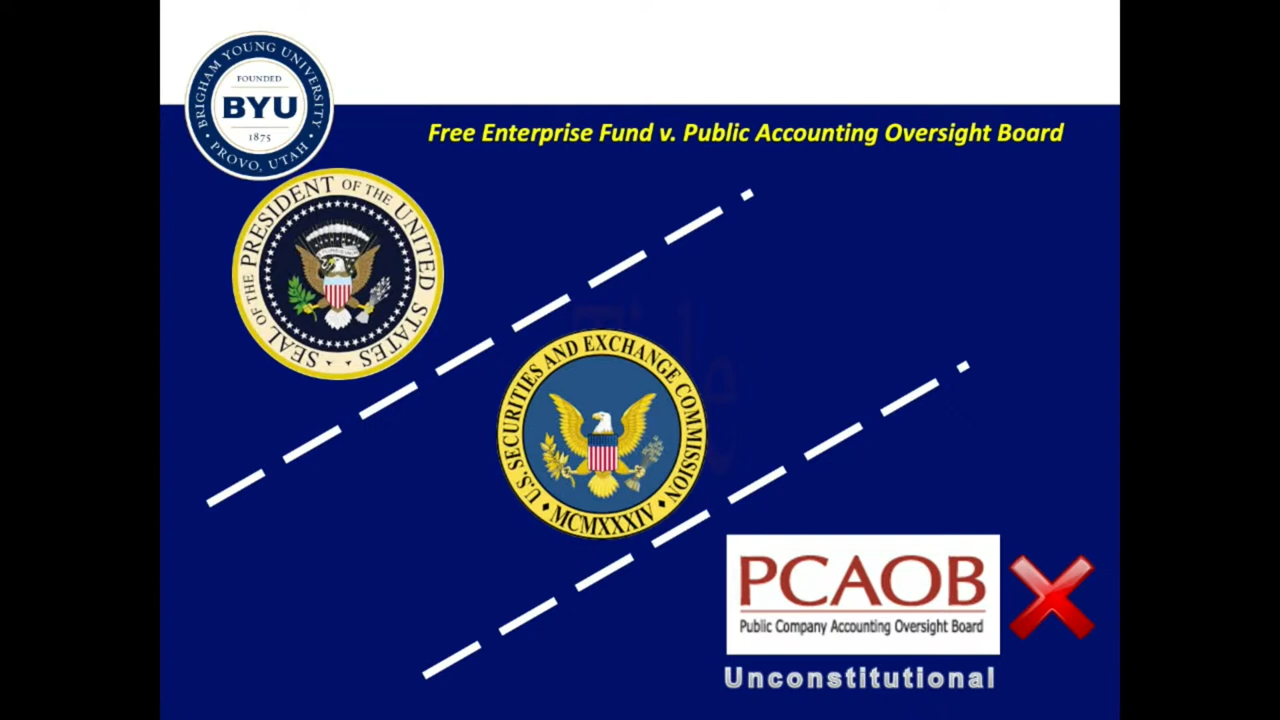 BRIGHAM YOUNG UNIVERSITY
FOUNDED
BYU
1875
PROVO, UTAH
Free Enterprise Fund v. Public Accounting Oversight Board
SEAL OF THE PRESIDENT OF THE UNITED STATES
U.S. SECURITIES AND EXCHANGE COMMISSION
MCMXXXIV
PCAOB
Public Company Accounting Oversight Board
Unconstitutional